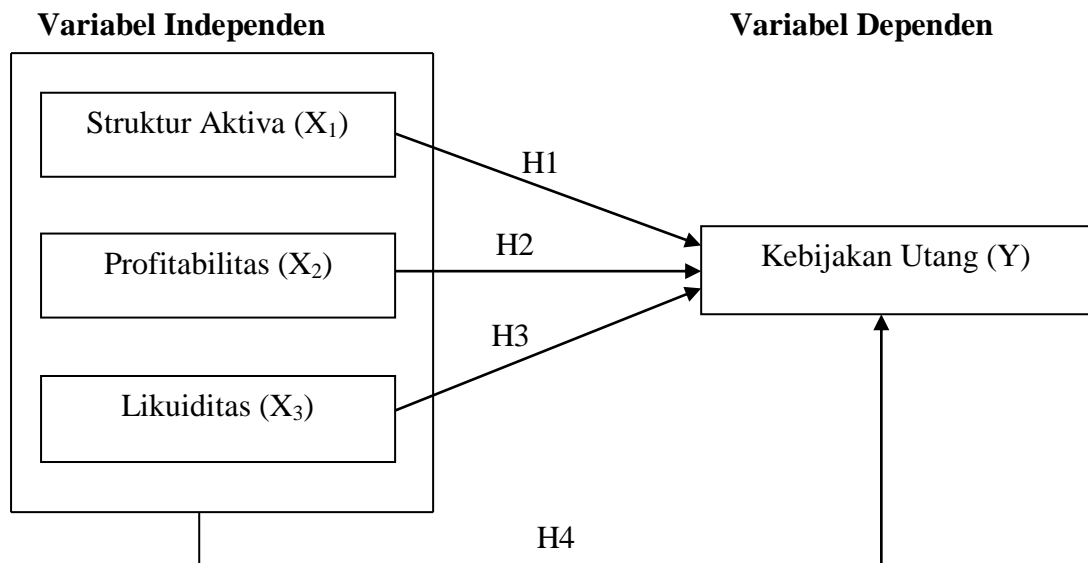 Variabel Independen
Variabel Dependen
Struktur Aktiva (X₁)
H1
Profitabilitas (X₂)
H2
Kebijakan Utang (Y)
H3
Likuiditas (X₃)
H4